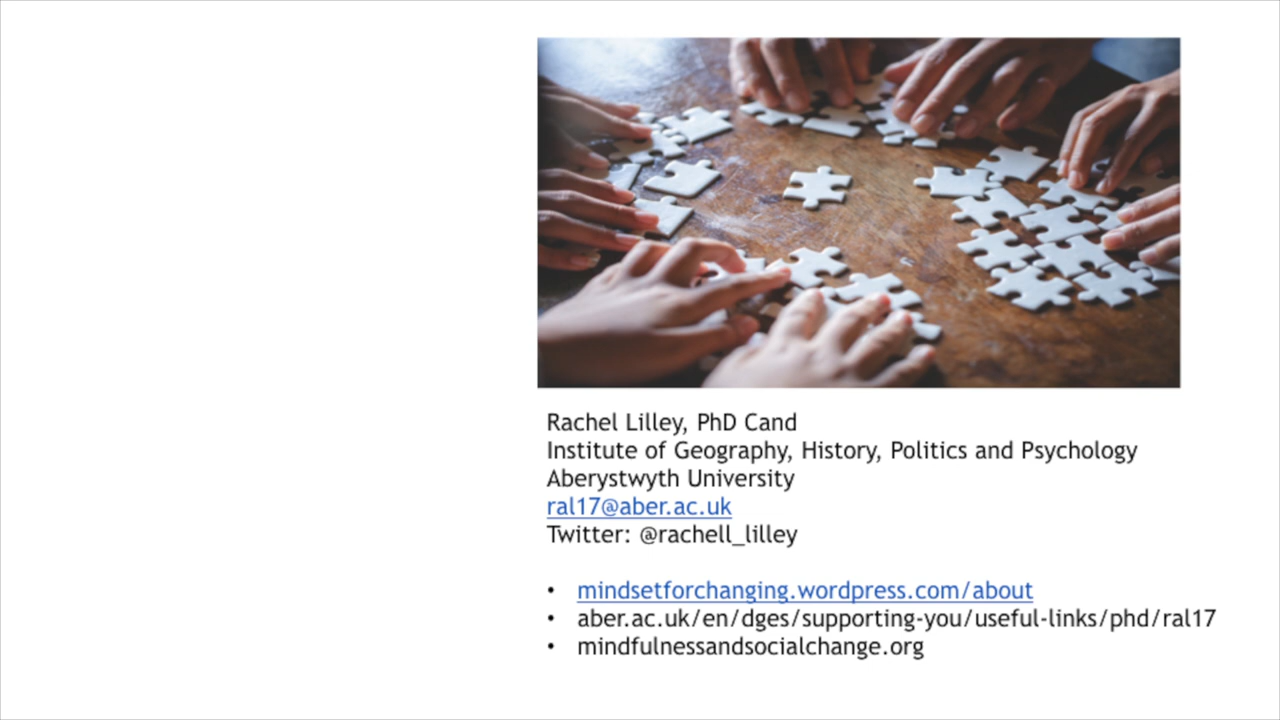 Rachel Lilley, PhD Cand
Institute of Geography, History, Politics and Psychology
Aberystwyth University
ral17@aber.ac.uk
Twitter: @rachell_lilley
• mindsetforchanging.wordpress.com/about
• aber.ac.uk/en/dges/supporting-you/useful-links/phd/ral17
• mindfulnessandsocialchange.org